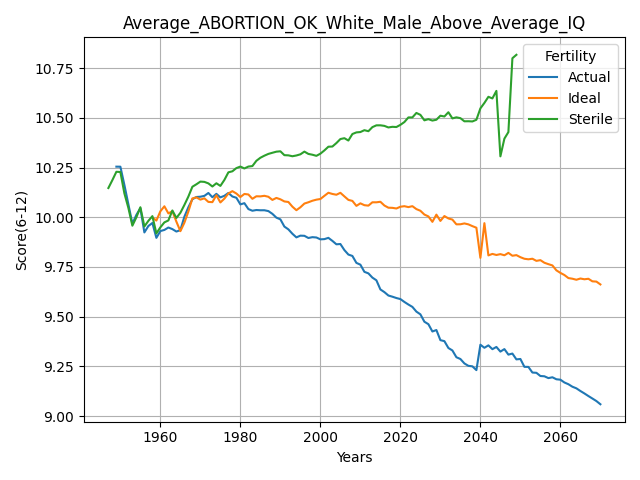 Average_ABORTION_OK_White_Male_Above_Average_IQ
Fertility
Actual
Ideal
Sterile
Score(6-12)
10.75
10.50
10.25
10.00
9.75
9.50
9.25
9.00
1960 1980 2000 2020 2040 2060
Years